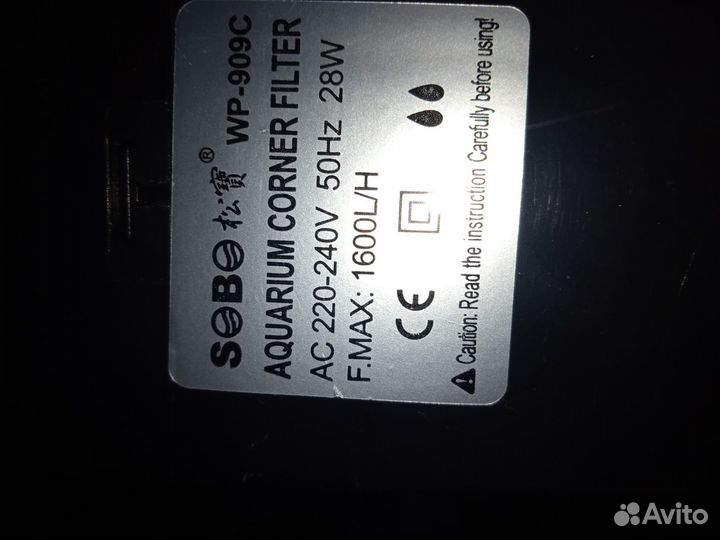 SOBO 松寶® WP-909C
AQUARIUM CORNER FILTER
AC 220-240V 50Hz 28W
F.MAX: 1600L/H
CE
Caution: Read the instruction Carefully before using!
Avito